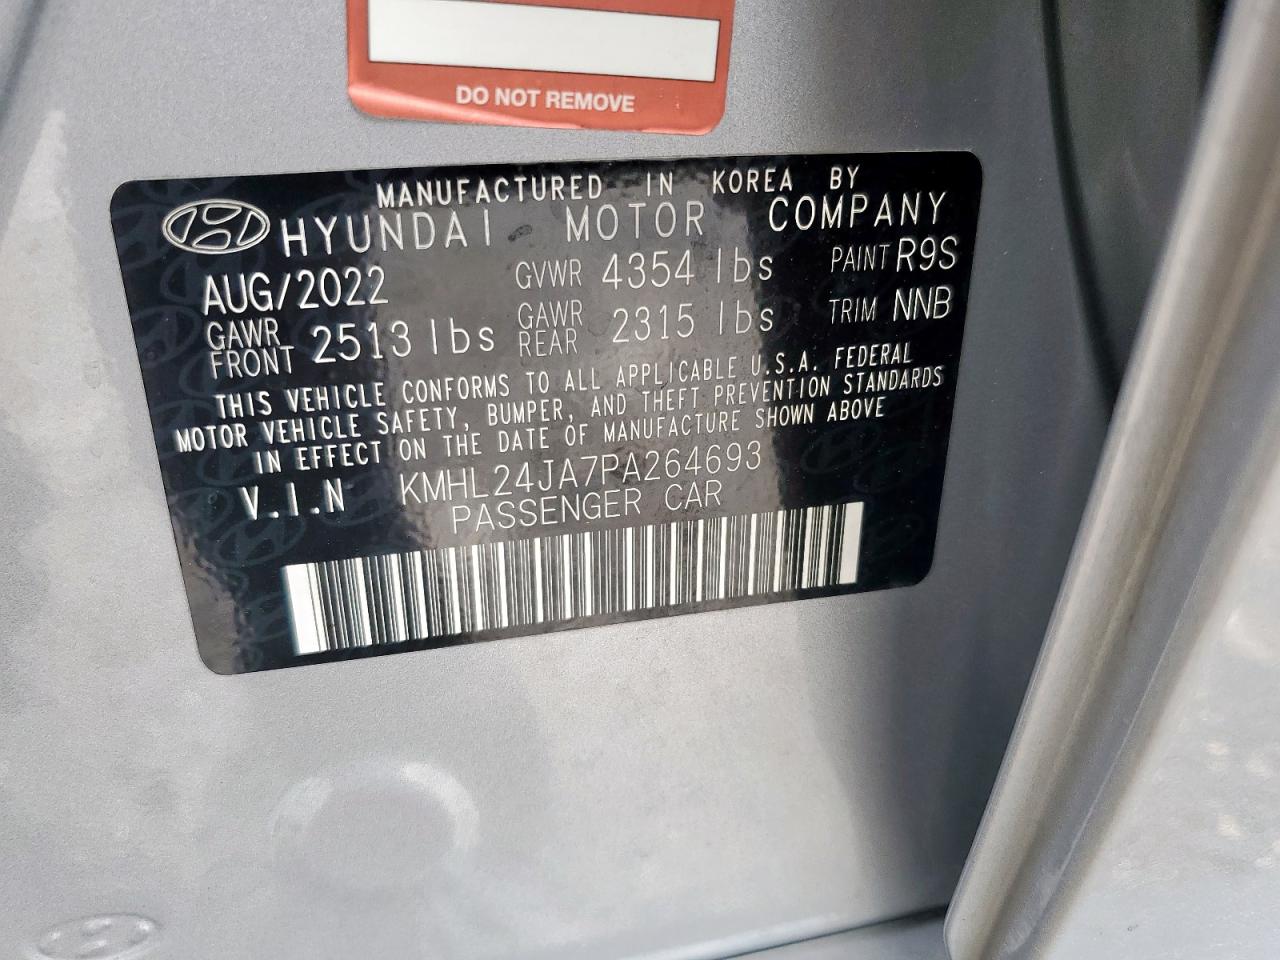 DO NOT REMOVE
MANUFACTURED IN KOREA BY
HYUNDAI MOTOR COMPANY
AUG/2022 GVWR 4354 lbs PAINT R9S
GAWR FRONT 2513 lbs GAWR REAR 2315 lbs TRIM NNB
THIS VEHICLE CONFORMS TO ALL APPLICABLE U.S.A. FEDERAL
MOTOR VEHICLE SAFETY, BUMPER, AND THEFT PREVENTION STANDARDS
IN EFFECT ON THE DATE OF MANUFACTURE SHOWN ABOVE
V.I.N KMHL24JA7PA264693
PASSENGER CAR